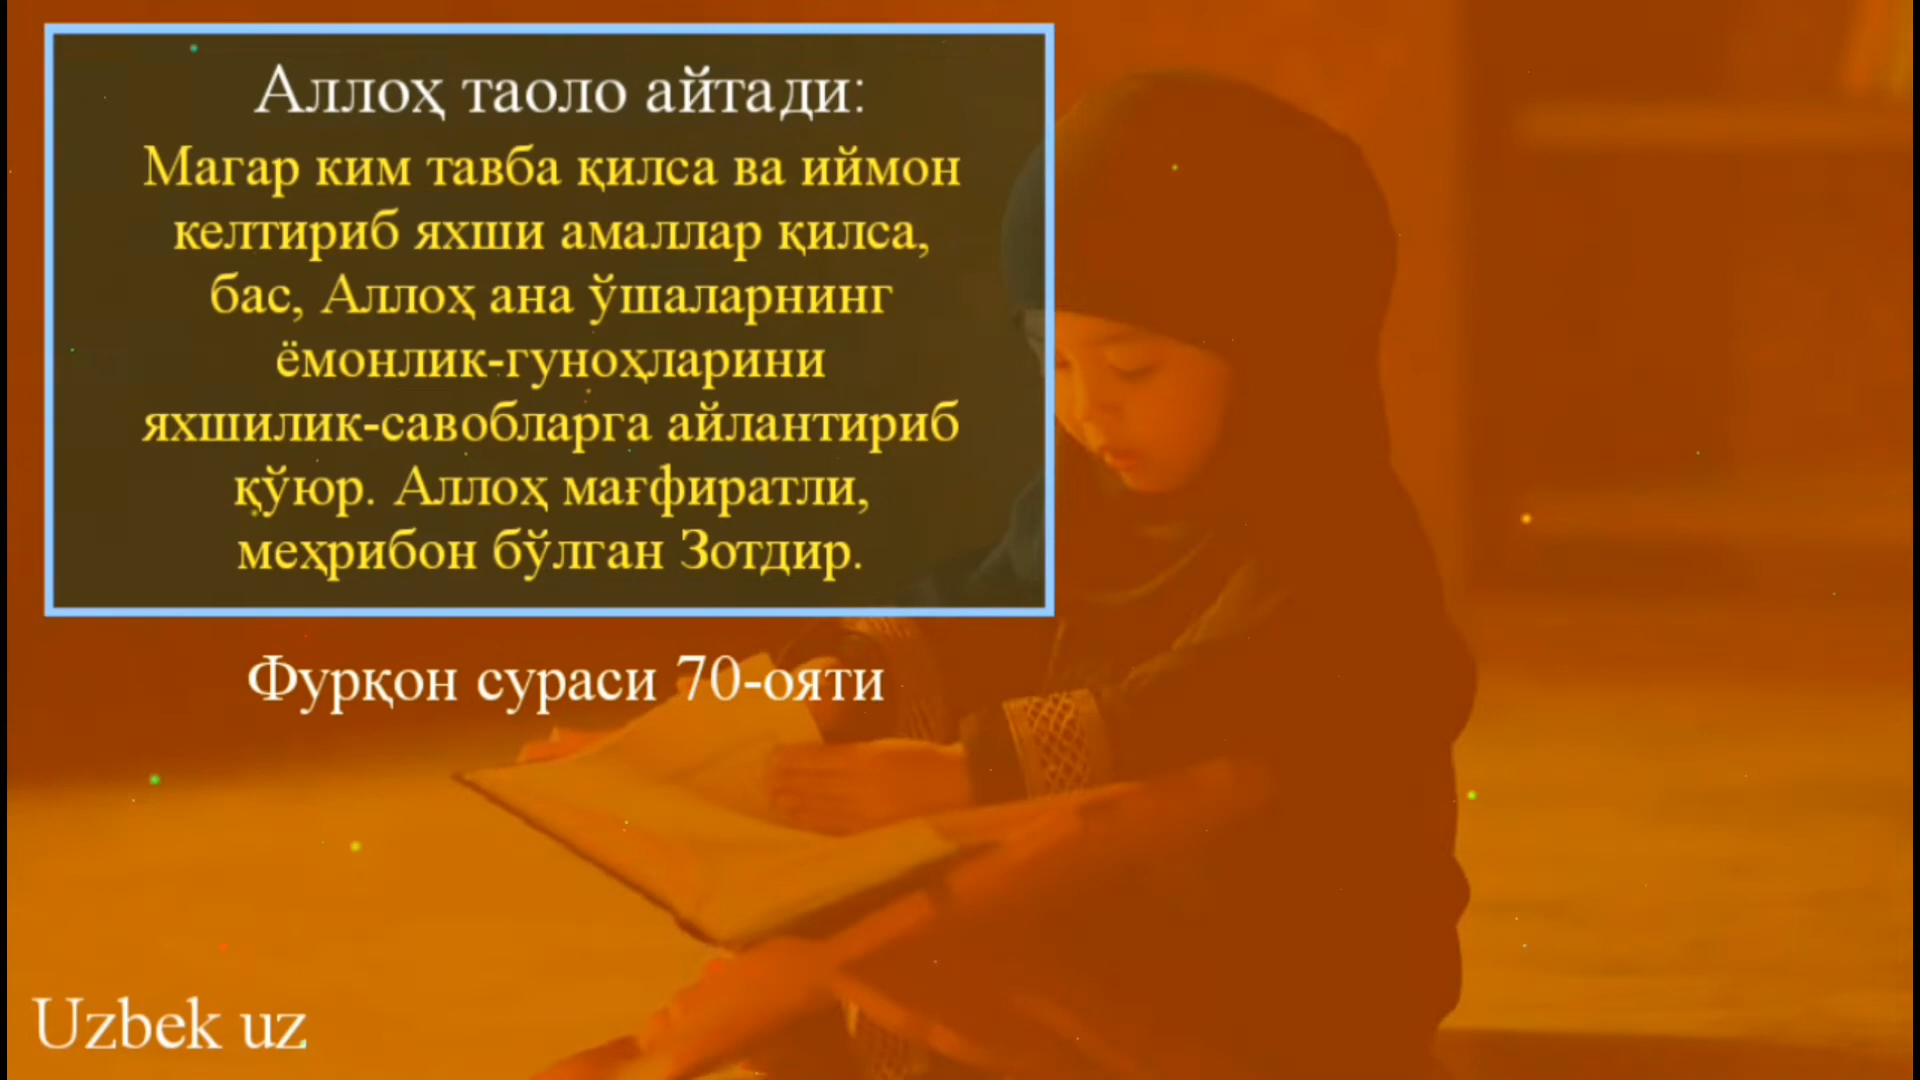 Аллоҳ таоло айтади:
Магар ким тавба қилса ва иймон
келтириб яхши амаллар қилса,
бас, Аллоҳ ана ўшаларнинг
ёмонлик-гуноҳларини
яхшилик-савобларга айлантириб
қўюр. Аллоҳ мағфиратли,
меҳрибон бўлган Зотдир.
Фурқон сураси 70-ояти
Uzbek uz